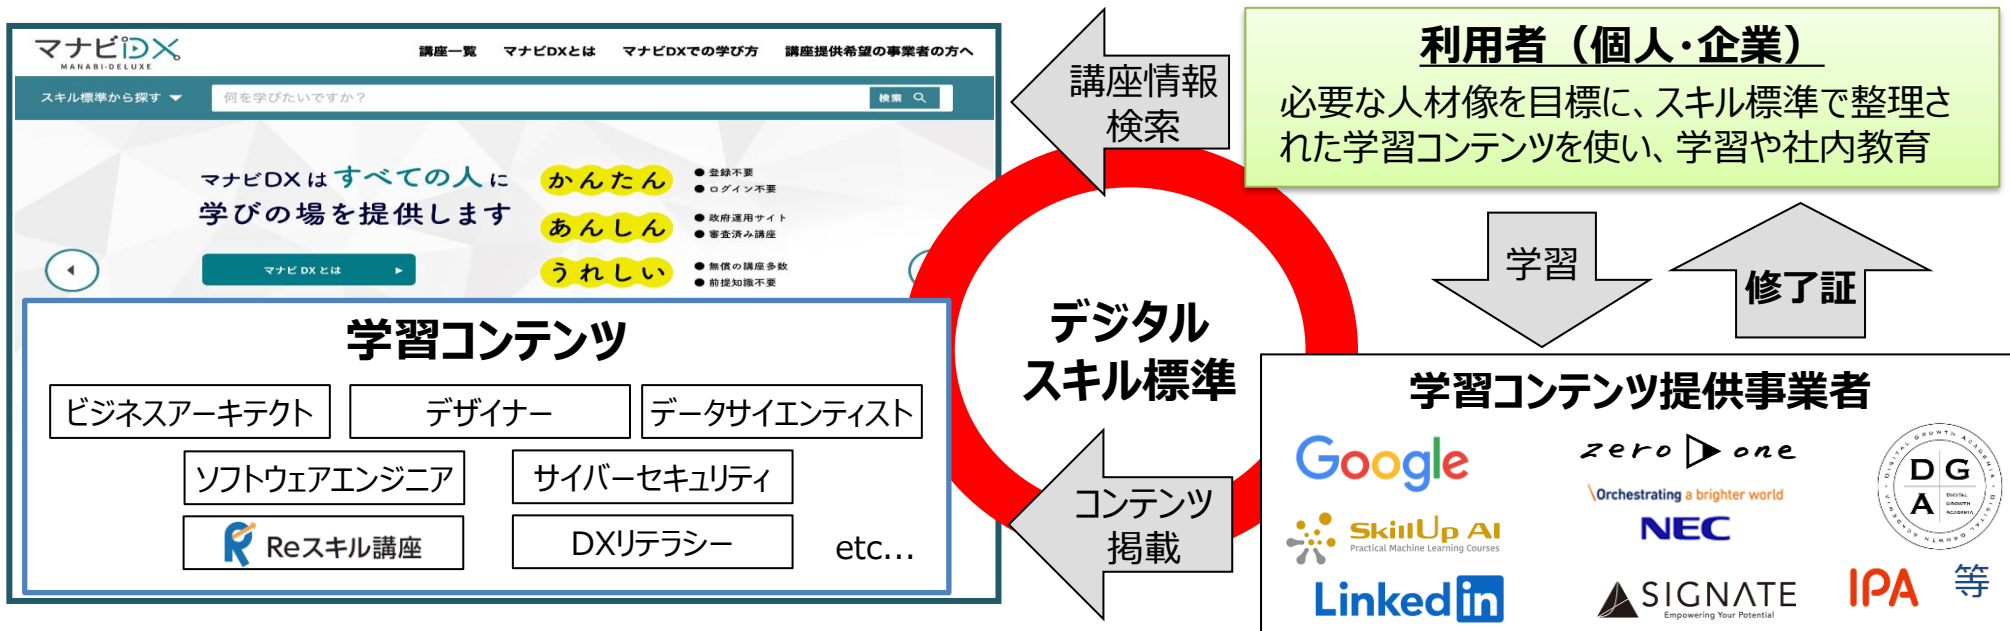 マナビDX
MANABI-DELUXE
講座一覧 マナビDXとは マナビDXでの学び方 講座提供希望の事業者の方へ
スキル標準から探す
何を学びたいですか?
検索
マナビDXはすべての人に
学びの場を提供します
マナビDXとは
かんたん
● 登録不要
● ログイン不要
あんしん
● 政府運用サイト
● 審査済み講座
うれしい
● 無償の講座多数
● 前提知識不要
学習コンテンツ
ビジネスアーキテクト
デザイナー
データサイエンティスト
ソフトウェアエンジニア
サイバーセキュリティ
Reスキル講座
DXリテラシー
etc…
講座情報
検索
デジタル
スキル標準
コンテンツ
掲載
利用者（個人・企業）
必要な人材像を目標に、スキル標準で整理さ
れた学習コンテンツを使い、学習や社内教育
学習
修了証
学習コンテンツ提供事業者
Google
zero one
DIGITAL GROWTH ACADEMIA
D G
A
DIGITAL
GROWTH
ACADEMIA
\Orchestrating a brighter world
NEC
SkillUp AI
Practical Machine Learning Courses
LinkedIn
SIGNATE
Empowering Your Potential
IPA
等